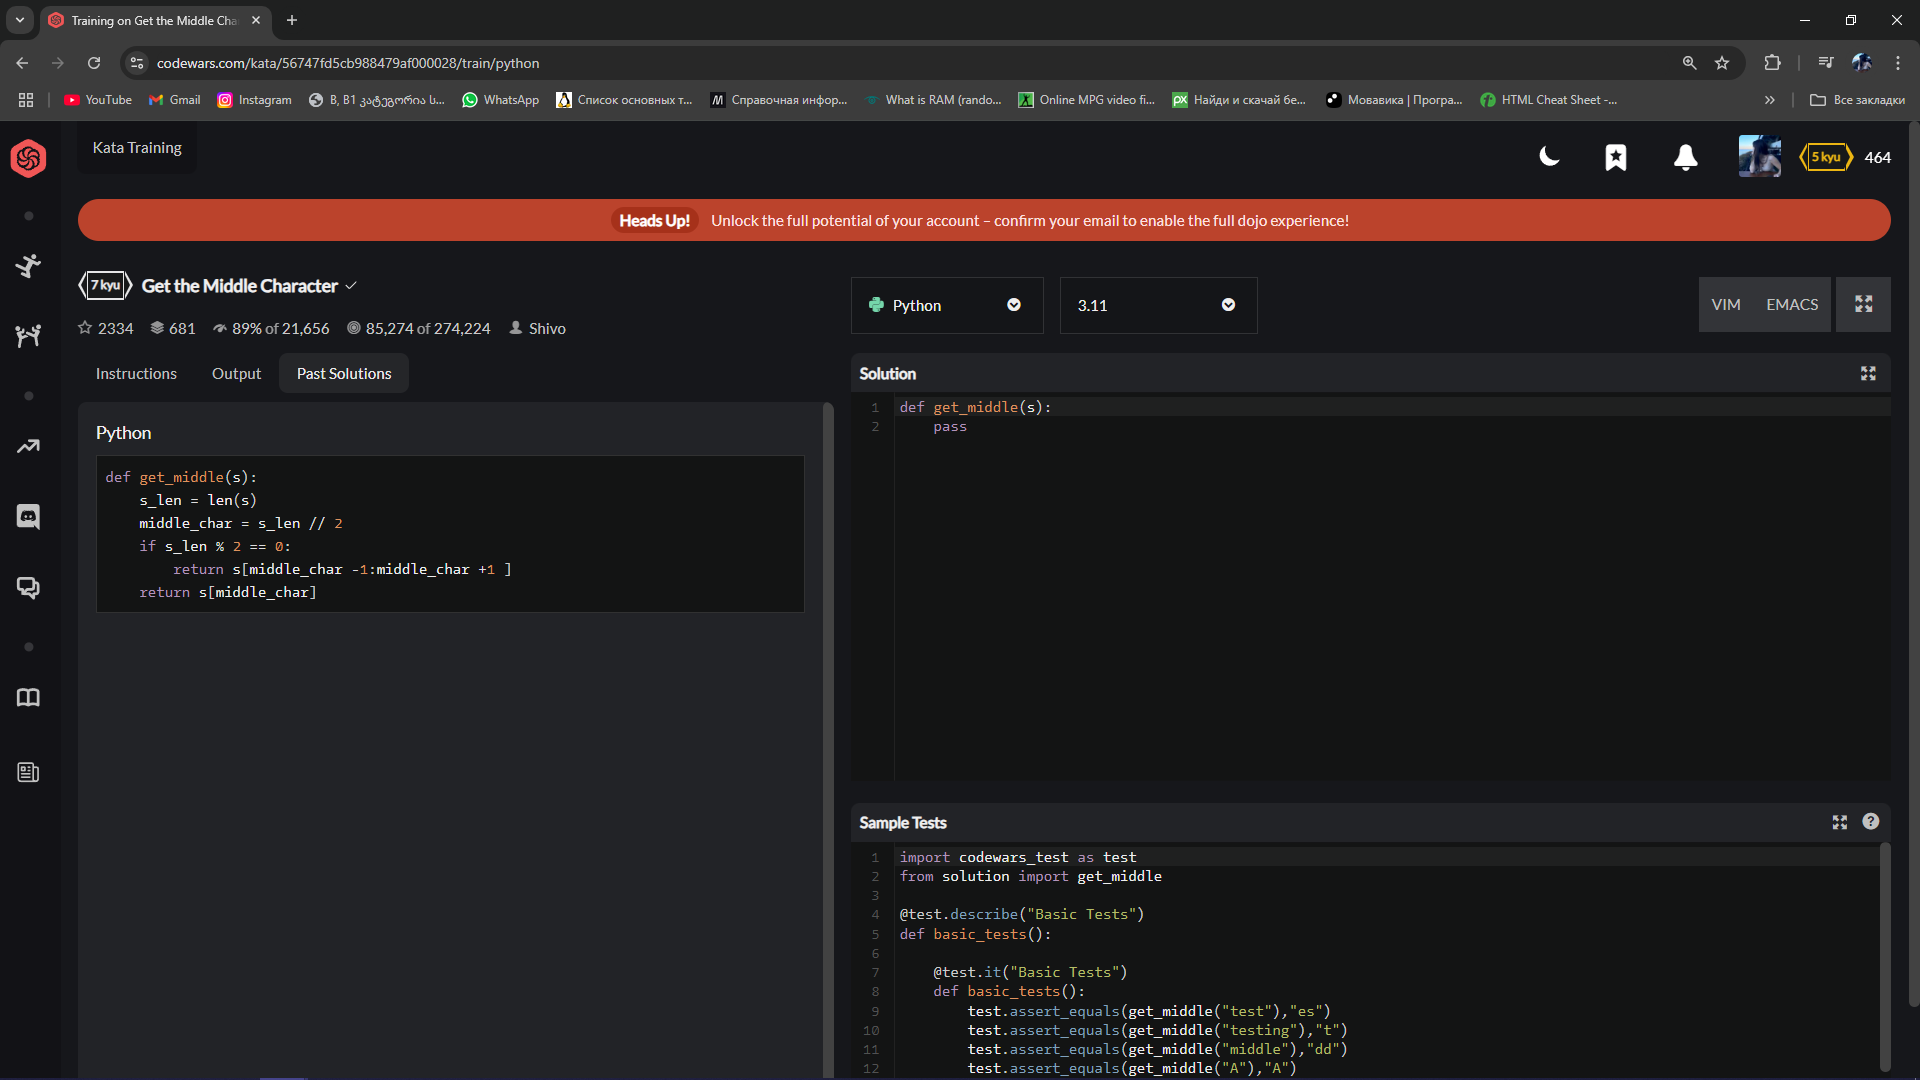 Training on Get the Middle Cha
codewars.com/kata/56747fd5cb988479af000028/train/python
YouTube
Gmail
Instagram
B, B1 კატეგორია ს...
WhatsApp
Список основных т...
Справочная инфор...
What is RAM (rando...
Online MPG video fi...
Найди и скачай бе...
Мовавика | Програ...
HTML Cheat Sheet -...
Все закладки
Kata Training
5 kyu
464
Heads Up! Unlock the full potential of your account – confirm your email to enable the full dojo experience!
7 kyu
Get the Middle Character
2334
681
89% of 21,656
85,274 of 274,224
Shivo
Instructions
Output
Past Solutions
Python
def get_middle(s):
    s_len = len(s)
    middle_char = s_len // 2
    if s_len % 2 == 0:
        return s[middle_char -1:middle_char +1 ]
    return s[middle_char]
Python
3.11
VIM
EMACS
Solution
1 def get_middle(s):
2     pass
Sample Tests
1 import codewars_test as test
2 from solution import get_middle
3
4 @test.describe("Basic Tests")
5 def basic_tests():
6
7     @test.it("Basic Tests")
8     def basic_tests():
9         test.assert_equals(get_middle("test"),"es")
10         test.assert_equals(get_middle("testing"),"t")
11         test.assert_equals(get_middle("middle"),"dd")
12         test.assert_equals(get_middle("A"),"A")